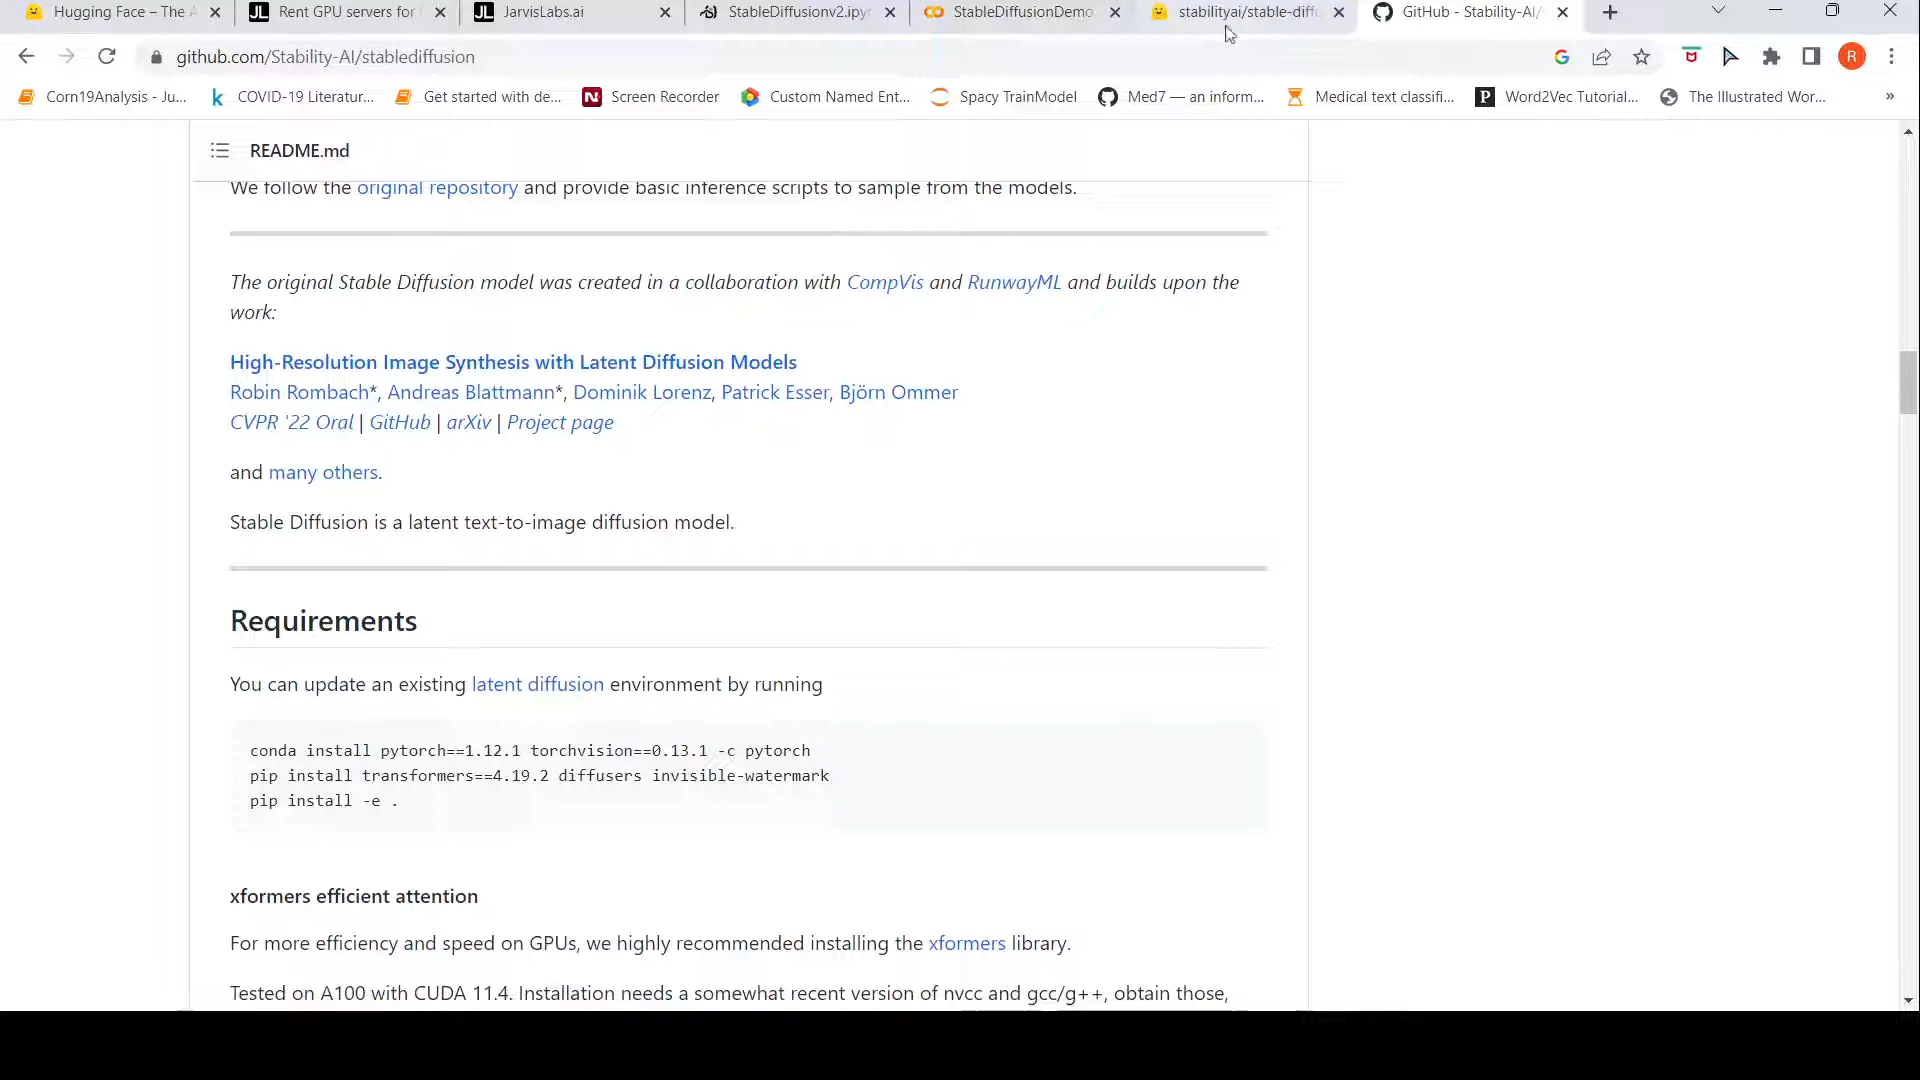 Hugging Face – The A
Rent GPU servers for
JarvisLabs.ai
StableDiffusionv2.ipyn
StableDiffusionDemo
stabilityai/stable-diffu
GitHub - Stability-AI/
github.com/Stability-AI/stablediffusion
R
Corn19Analysis - Ju...
COVID-19 Literatur...
Get started with de...
Screen Recorder
Custom Named Ent...
Spacy TrainModel
Med7 — an inform...
Medical text classifi...
Word2Vec Tutorial...
The Illustrated Wor...
»
README.md
We follow the original repository and provide basic inference scripts to sample from the models.
The original Stable Diffusion model was created in a collaboration with CompVis and RunwayML and builds upon the
work:
High-Resolution Image Synthesis with Latent Diffusion Models
Robin Rombach*, Andreas Blattmann*, Dominik Lorenz, Patrick Esser, Björn Ommer
CVPR '22 Oral | GitHub | arXiv | Project page
and many others.
Stable Diffusion is a latent text-to-image diffusion model.
Requirements
You can update an existing latent diffusion environment by running
conda install pytorch==1.12.1 torchvision==0.13.1 -c pytorch
pip install transformers==4.19.2 diffusers invisible-watermark
pip install -e .
xformers efficient attention
For more efficiency and speed on GPUs, we highly recommended installing the xformers library.
Tested on A100 with CUDA 11.4. Installation needs a somewhat recent version of nvcc and gcc/g++, obtain those,